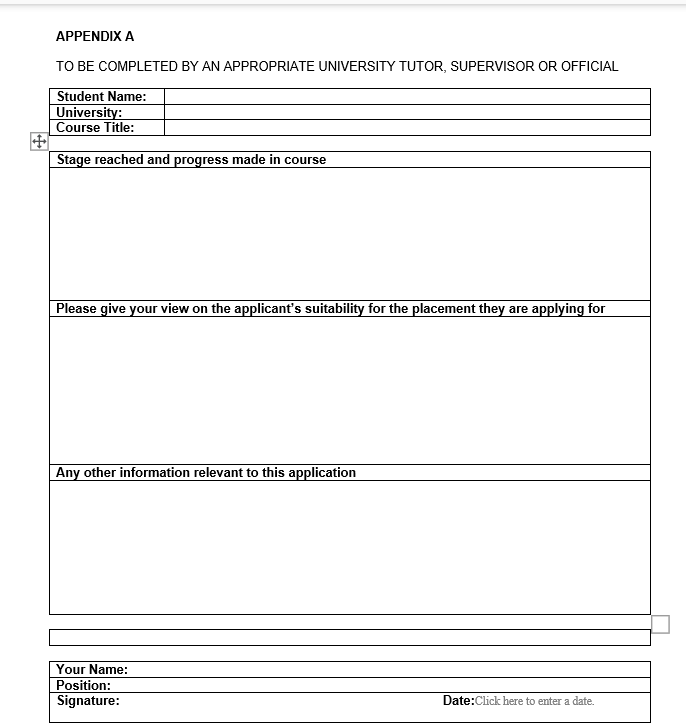 APPENDIX A
TO BE COMPLETED BY AN APPROPRIATE UNIVERSITY TUTOR, SUPERVISOR OR OFFICIAL
Student Name:
University:
Course Title:
Stage reached and progress made in course
Please give your view on the applicant's suitability for the placement they are applying for
Any other information relevant to this application
Your Name:
Position:
Signature: Date:Click here to enter a date.